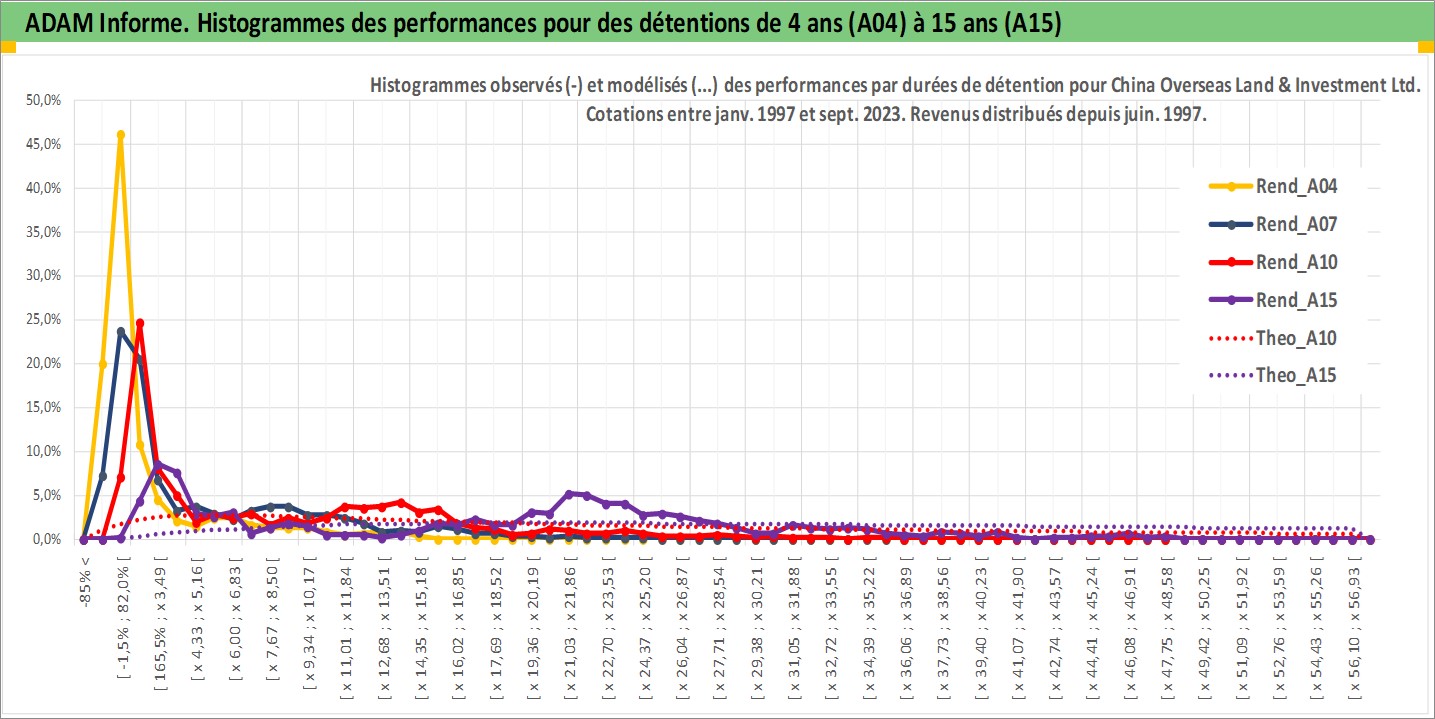 ADAM Informe. Histogrammes des performances pour des détentions de 4 ans (A04) à 15 ans (A15)
Histogrammes observés (-) et modélisés (...) des performances par durées de détention pour China Overseas Land & Investment Ltd.
Cotations entre janv. 1997 et sept. 2023. Revenus distribués depuis juin. 1997.
50,0%
45,0%
40,0%
35,0%
30,0%
25,0%
20,0%
15,0%
10,0%
5,0%
0,0%
Rend_A04
Rend_A07
Rend_A10
Rend_A15
Theo_A10
Theo_A15
-85% <
[ -1,5% ; 82,0% [
[ 165,5% ; x 3,49 [
[ x 4,33 ; x 5,16 [
[ x 6,00 ; x 6,83 [
[ x 7,67 ; x 8,50 [
[ x 9,34 ; x 10,17 [
[ x 11,01 ; x 11,84 [
[ x 12,68 ; x 13,51 [
[ x 14,35 ; x 15,18 [
[ x 16,02 ; x 16,85 [
[ x 17,69 ; x 18,52 [
[ x 19,36 ; x 20,19 [
[ x 21,03 ; x 21,86 [
[ x 22,70 ; x 23,53 [
[ x 24,37 ; x 25,20 [
[ x 26,04 ; x 26,87 [
[ x 27,71 ; x 28,54 [
[ x 29,38 ; x 30,21 [
[ x 31,05 ; x 31,88 [
[ x 32,72 ; x 33,55 [
[ x 34,39 ; x 35,22 [
[ x 36,06 ; x 36,89 [
[ x 37,73 ; x 38,56 [
[ x 39,40 ; x 40,23 [
[ x 41,07 ; x 41,90 [
[ x 42,74 ; x 43,57 [
[ x 44,41 ; x 45,24 [
[ x 46,08 ; x 46,91 [
[ x 47,75 ; x 48,58 [
[ x 49,42 ; x 50,25 [
[ x 51,09 ; x 51,92 [
[ x 52,76 ; x 53,59 [
[ x 54,43 ; x 55,26 [
[ x 56,10 ; x 56,93 [